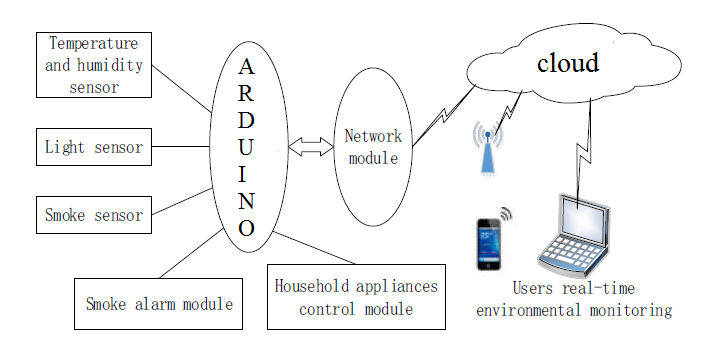 Temperature
and humidity
sensor
Light sensor
Smoke sensor
Smoke alarm module
Household appliances
control module
A
R
D
U
I
N
O
Network
module
cloud
Users real-time
environmental monitoring